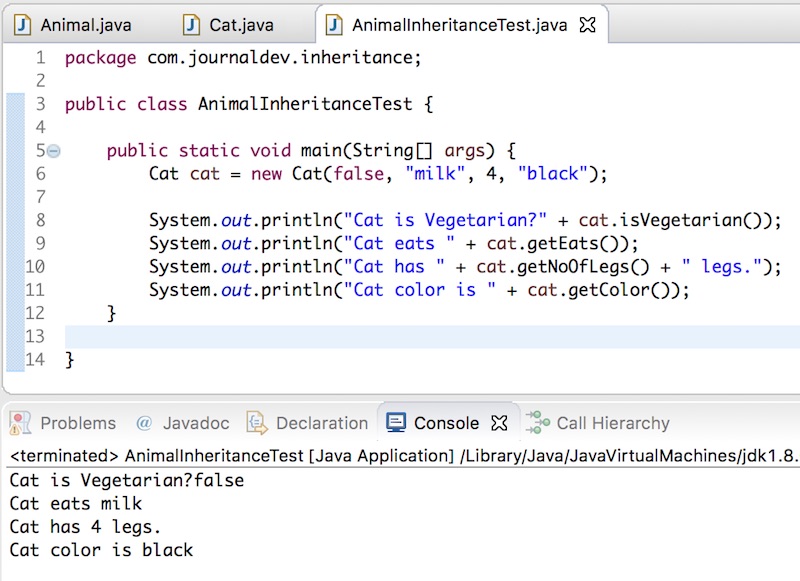 Animal.java Cat.java AnimalInheritanceTest.java
1 package com.journaldev.inheritance;
2
3 public class AnimalInheritanceTest {
4
5 public static void main(String[] args) {
6 Cat cat = new Cat(false, "milk", 4, "black");
7
8 System.out.println("Cat is Vegetarian?" + cat.isVegetarian());
9 System.out.println("Cat eats " + cat.getEats());
10 System.out.println("Cat has " + cat.getNoOfLegs() + " legs.");
11 System.out.println("Cat color is " + cat.getColor());
12 }
13
14 }
Problems @ Javadoc Declaration Console Call Hierarchy
<terminated> AnimalInheritanceTest [Java Application] /Library/Java/JavaVirtualMachines/jdk1.8.
Cat is Vegetarian?false
Cat eats milk
Cat has 4 legs.
Cat color is black